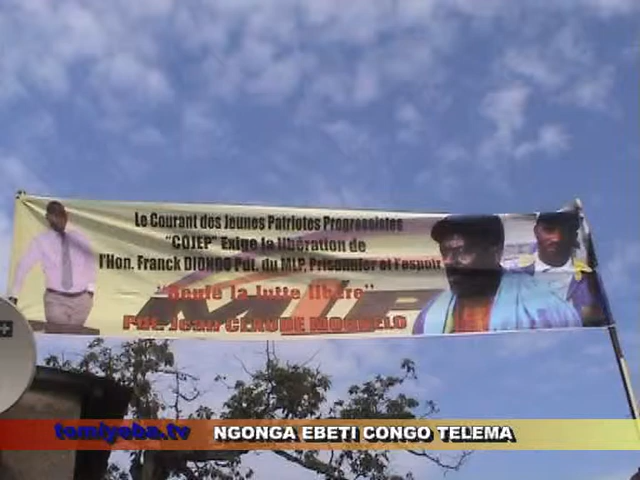 Le Courant des Jeunes Patriotes Progressistes
"COJEP" Exige la libération de
l'Hon. Franck DIONGO Pdt. du MLP, Prisonnier et l'espoir
"Seule la lutte libère"
MLP
tomiyoba.tv
NGONGA EBETI CONGO TELEMA